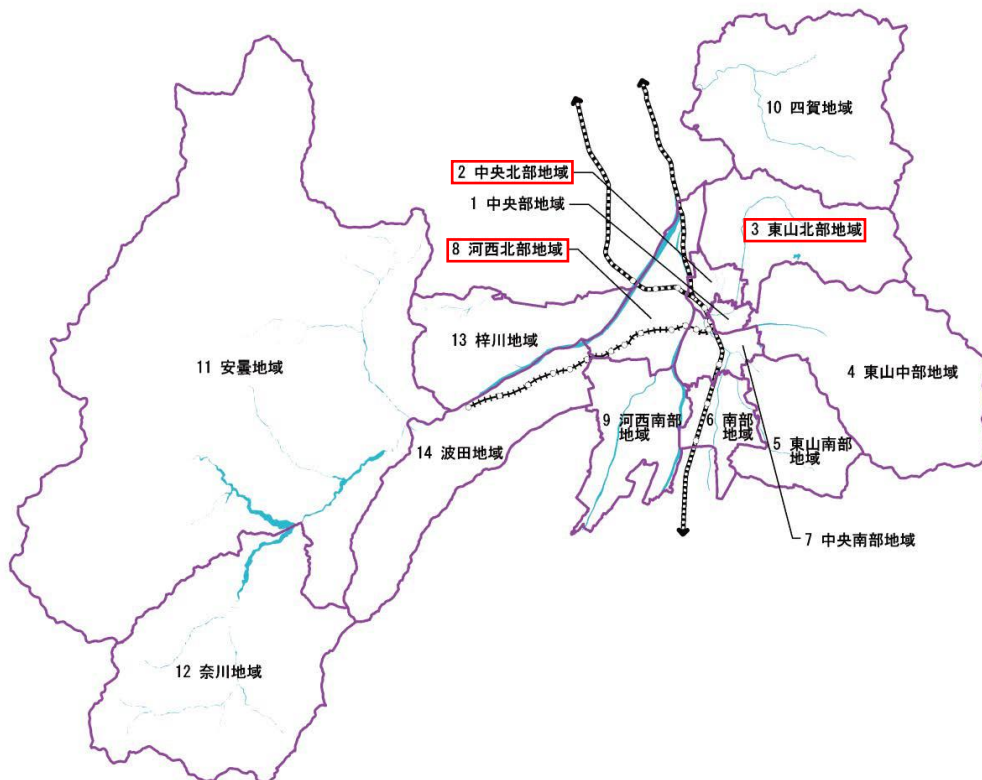 10 四賀地域
2 中央北部地域
1 中央部地域
3 東山北部地域
8 河西北部地域
13 梓川地域
11 安曇地域
4 東山中部地域
9 河西南部
地域
6 南部
地域
14 波田地域
5 東山南部
地域
7 中央南部地域
12 奈川地域